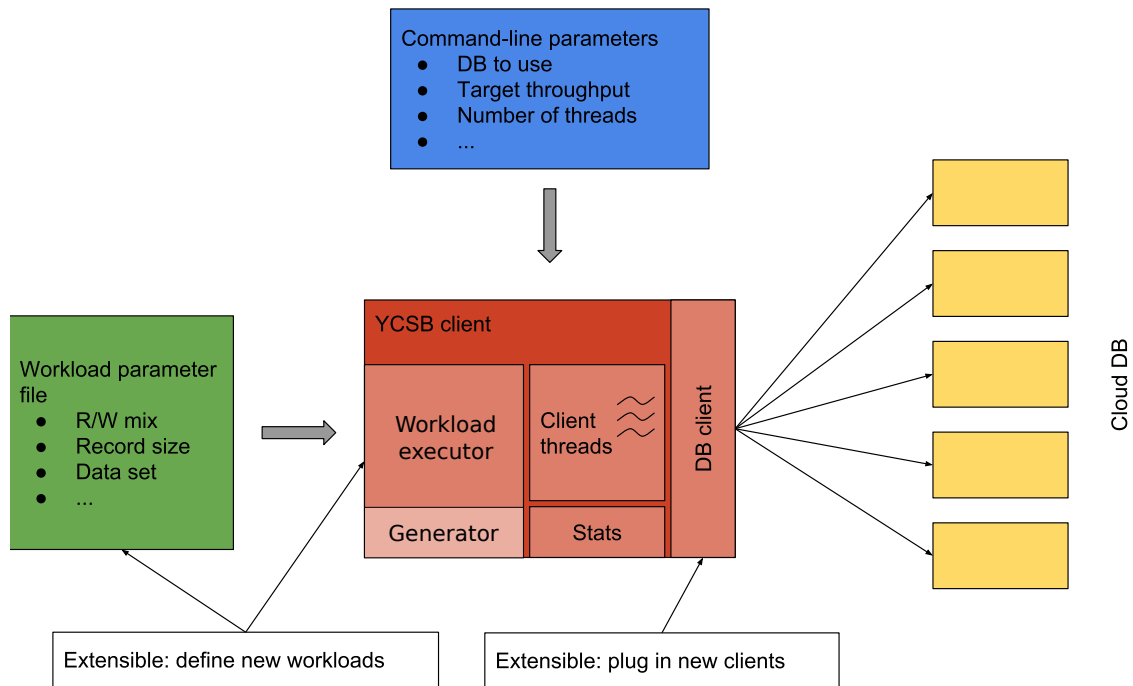 Command-line parameters
● DB to use
● Target throughput
● Number of threads
● ...
Workload parameter
file
● R/W mix
● Record size
● Data set
● ...
YCSB client
Workload
executor
Generator
Client
threads
Stats
DB client
Cloud DB
Extensible: define new workloads
Extensible: plug in new clients